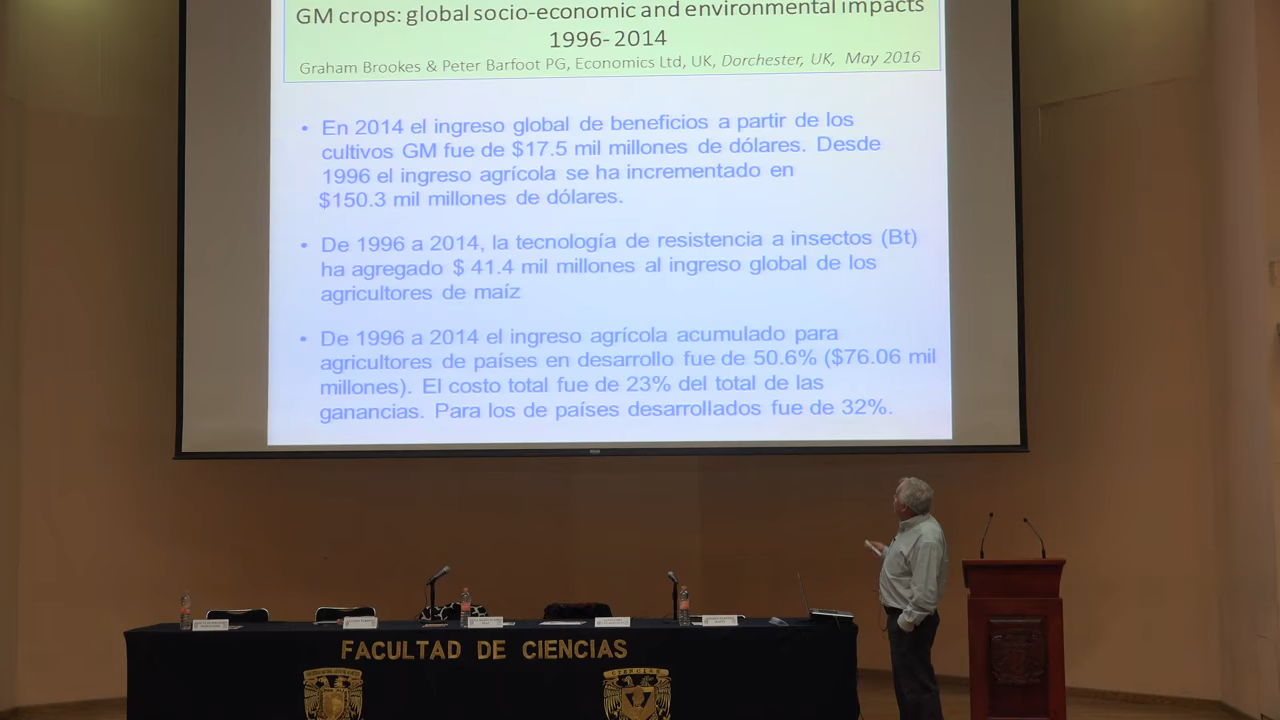 GM crops: global socio-economic and environmental impacts
1996-2014
Graham Brookes & Peter Barfoot PG, Economics Ltd, UK, Dorchester, UK, May 2016
• En 2014 el ingreso global de beneficios a partir de los
cultivos GM fue de $17.5 mil millones de dólares. Desde
1996 el ingreso agrícola se ha incrementado en
$150.3 mil millones de dólares.
• De 1996 a 2014, la tecnología de resistencia a insectos (Bt)
ha agregado $ 41.4 mil millones al ingreso global de los
agricultores de maíz
• De 1996 a 2014 el ingreso agrícola acumulado para
agricultores de países en desarrollo fue de 50.6% ($76.06 mil
millones). El costo total fue de 23% del total de las
ganancias. Para los de países desarrollados fue de 32%.
FACULTAD DE CIENCIAS